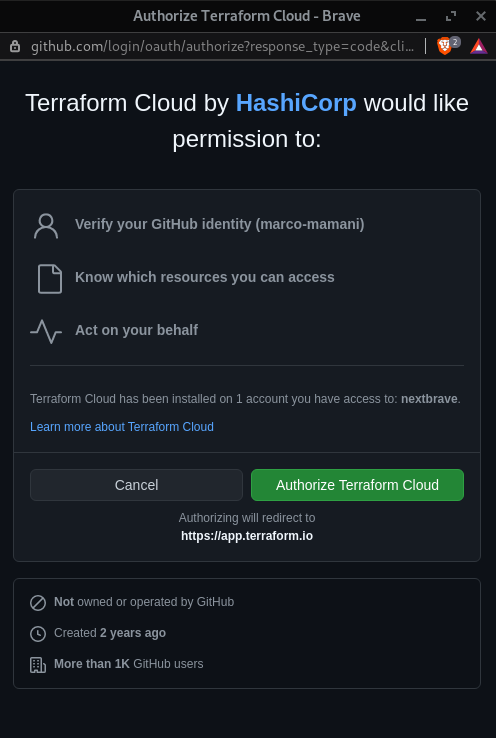 Authorize Terraform Cloud - Brave
github.com/login/oauth/authorize?response_type=code&cli...
2
Terraform Cloud by HashiCorp would like
permission to:
Verify your GitHub identity (marco-mamani)
Know which resources you can access
Act on your behalf
Terraform Cloud has been installed on 1 account you have access to: nextbrave.
Learn more about Terraform Cloud
Cancel
Authorize Terraform Cloud
Authorizing will redirect to
https://app.terraform.io
Not owned or operated by GitHub
Created 2 years ago
More than 1K GitHub users